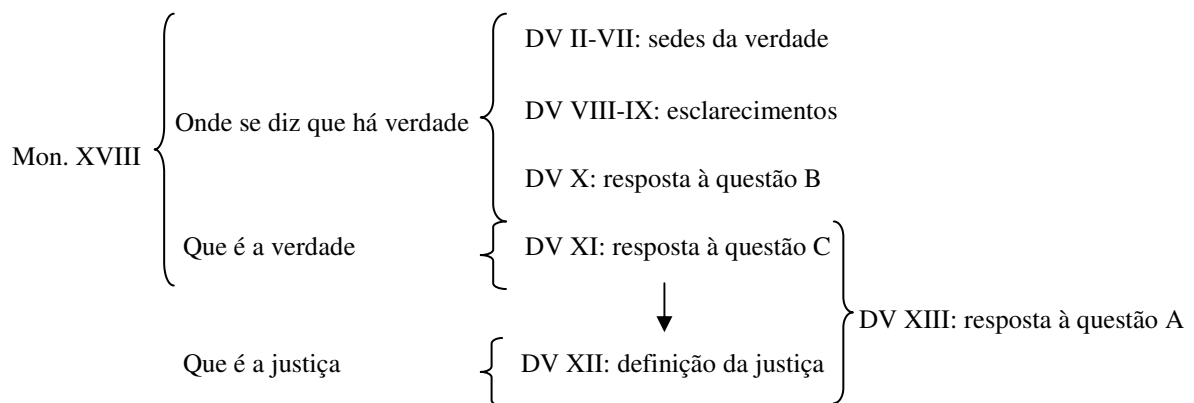 DV II-VII: sedes da verdade
DV VIII-IX: esclarecimentos
Onde se diz que há verdade
Mon. XVIII
DV X: resposta à questão B
Que é a verdade
DV XI: resposta à questão C
DV XIII: resposta à questão A
Que é a justiça
DV XII: definição da justiça